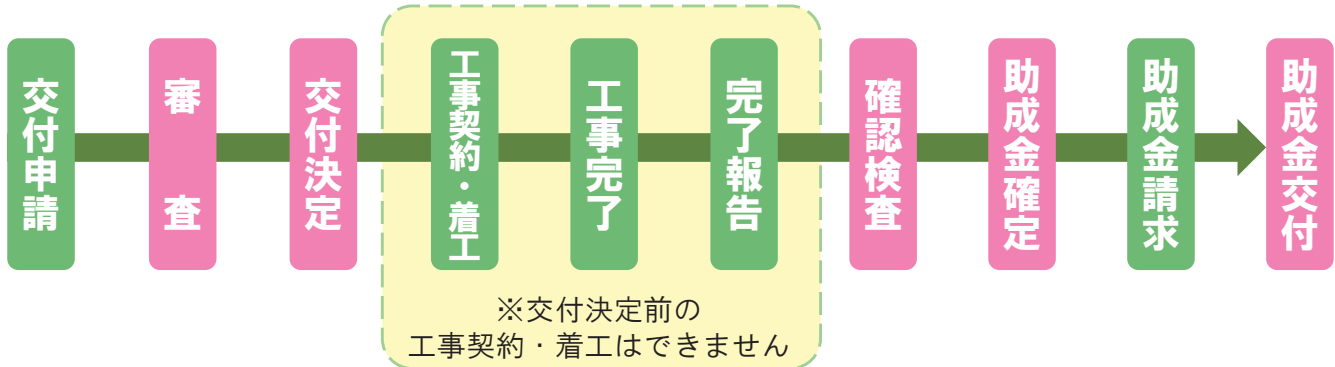 交付申請
審査
交付決定
工事契約・着工
工事完了
完了報告
確認検査
助成金確定
助成金請求
助成金交付
※交付決定前の
工事契約・着工はできません